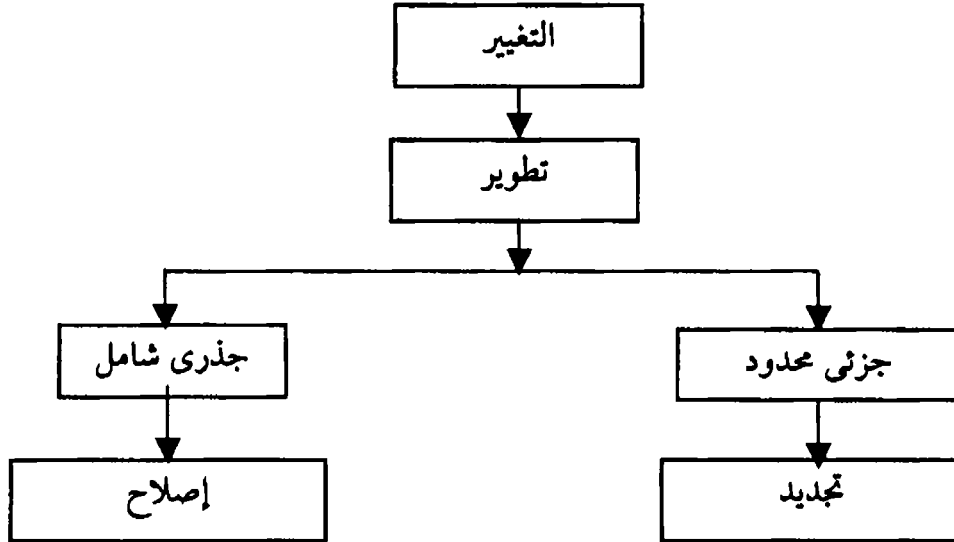 التغيير
تطوير
جزئى محدود
جذرى شامل
تجديد
إصلاح